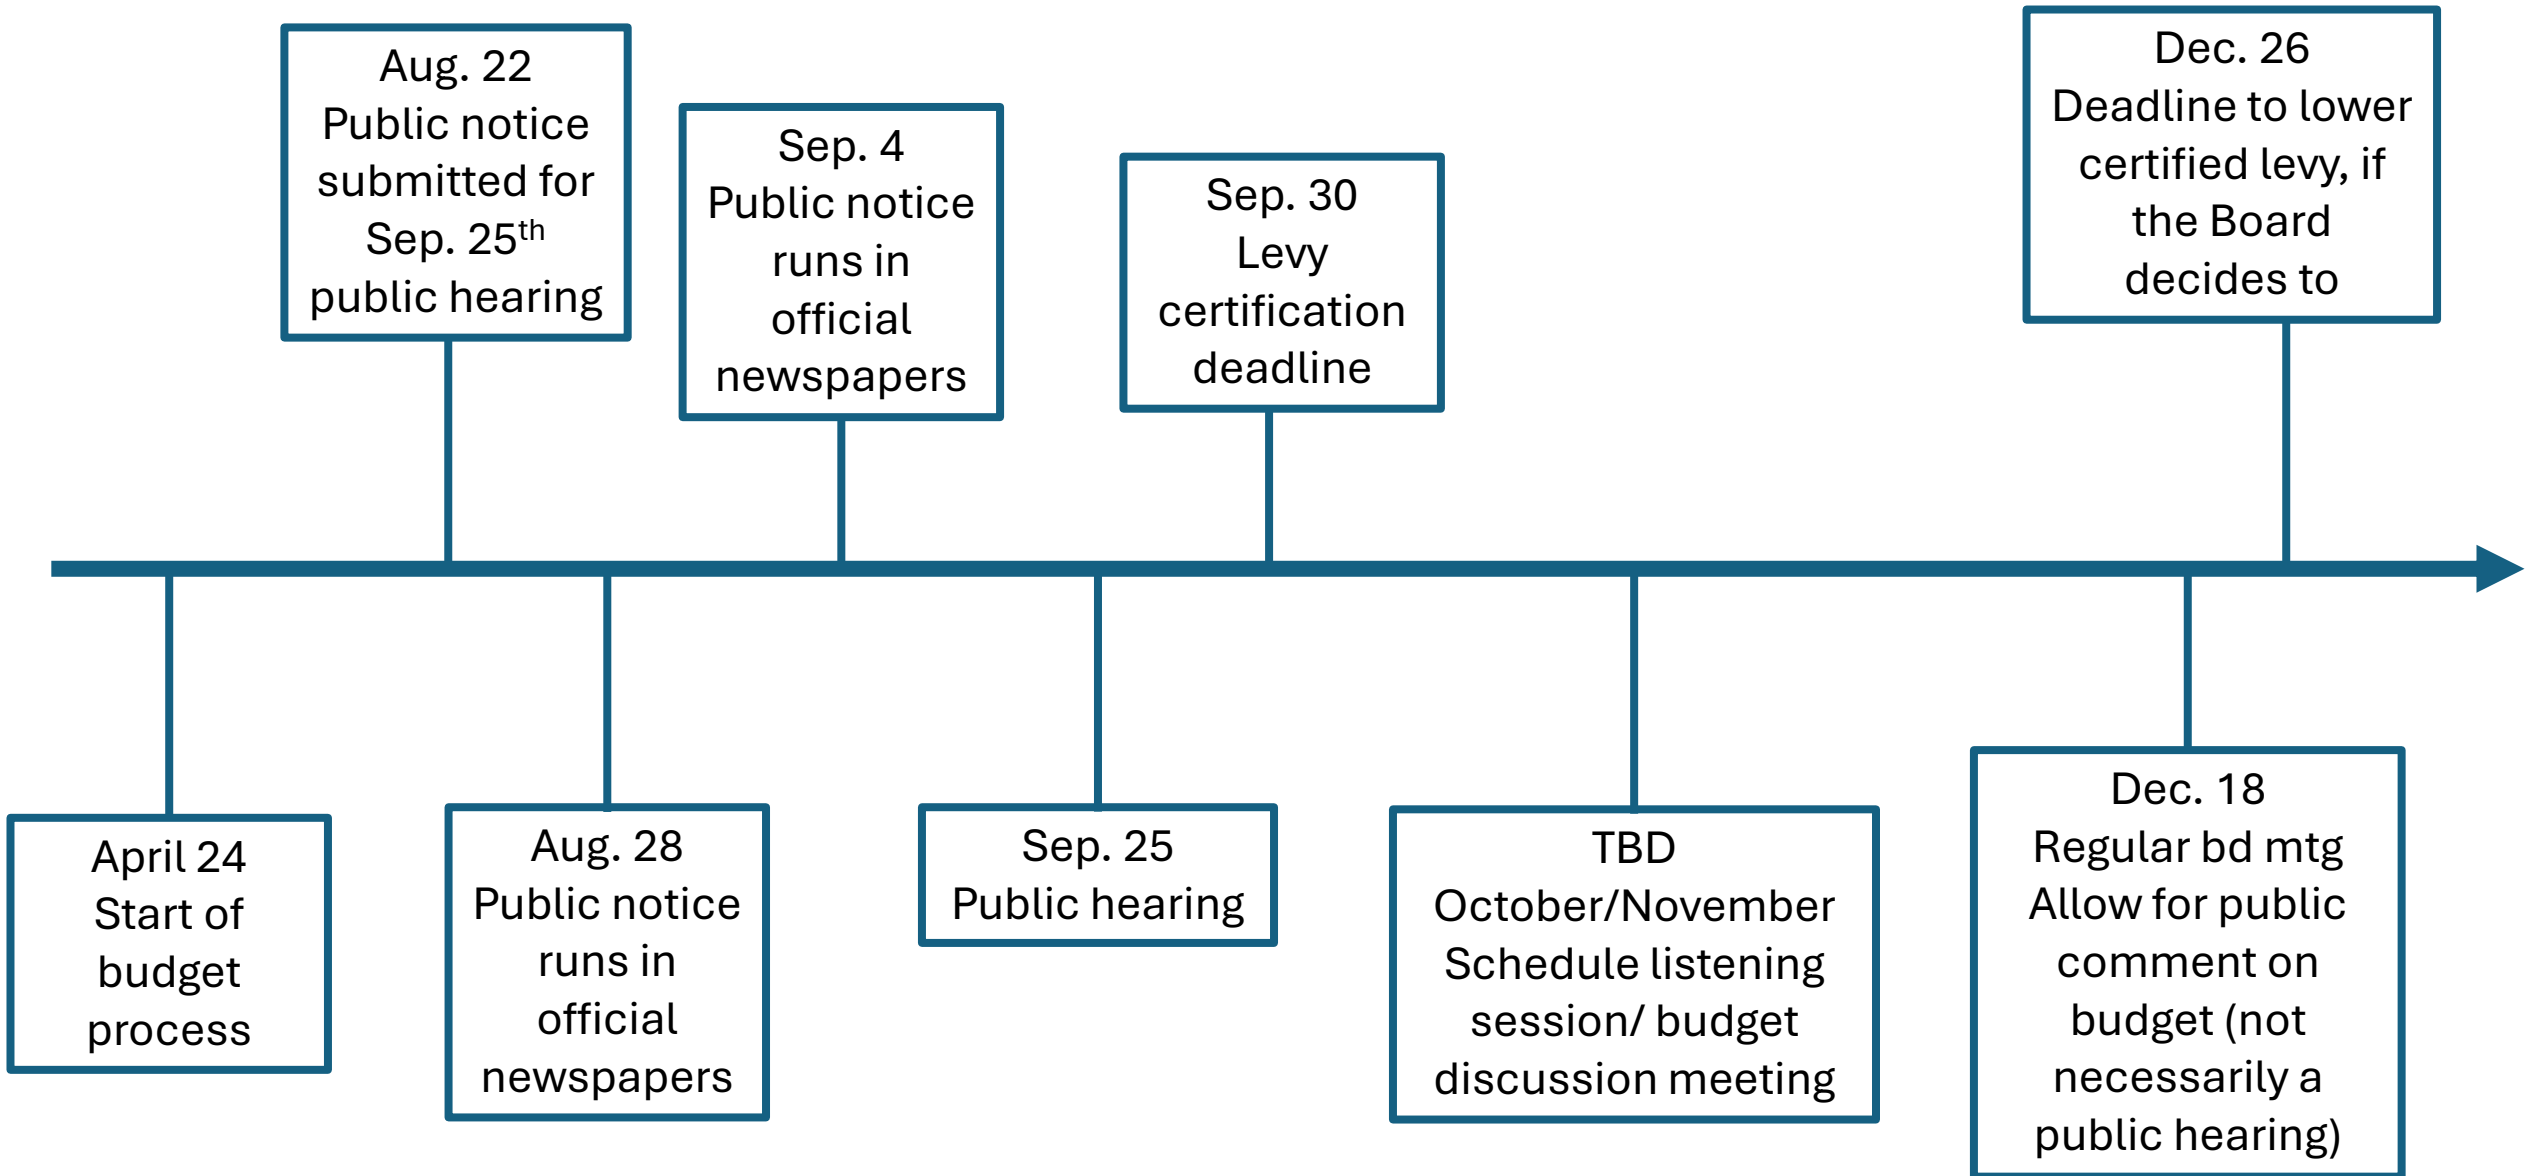 Aug. 22
Public notice
submitted for
Sep. 25th
public hearing
Sep. 4
Public notice
runs in
official
newspapers
Sep. 30
Levy
certification
deadline
Dec. 26
Deadline to lower
certified levy, if
the Board
decides to
April 24
Start of
budget
process
Aug. 28
Public notice
runs in
official
newspapers
Sep. 25
Public hearing
TBD
October/November
Schedule listening
session/ budget
discussion meeting
Dec. 18
Regular bd mtg
Allow for public
comment on
budget (not
necessarily a
public hearing)